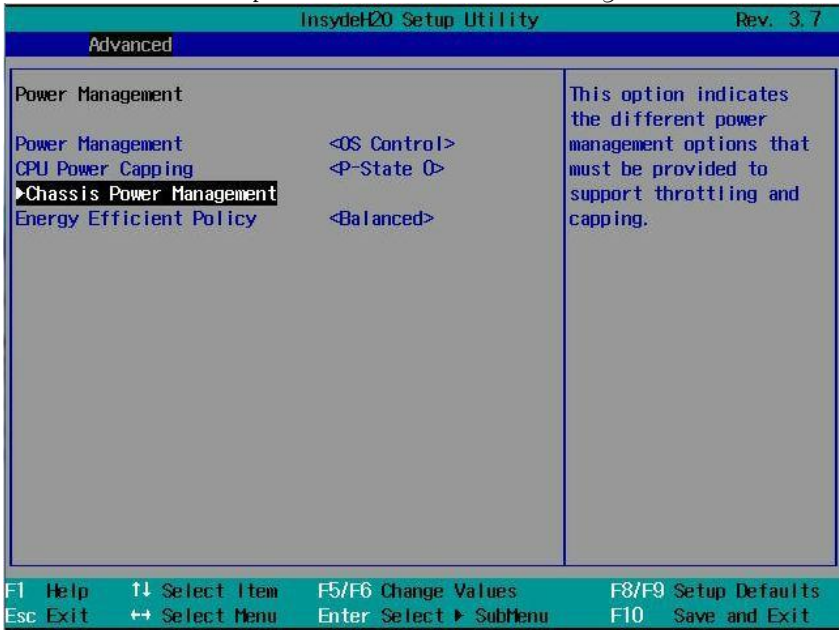 InsydeH2O Setup Utility Rev. 3.7
Advanced
Power Management
Power Management <OS Control>
CPU Power Capping <P-State 0>
▶Chassis Power Management
Energy Efficient Policy <Balanced>
This option indicates
the different power
management options that
must be provided to
support throttling and
capping.
F1 Help ↑↓ Select Item F5/F6 Change Values F8/F9 Setup Defaults
Esc Exit ↔ Select Menu Enter Select ▶ SubMenu F10 Save and Exit